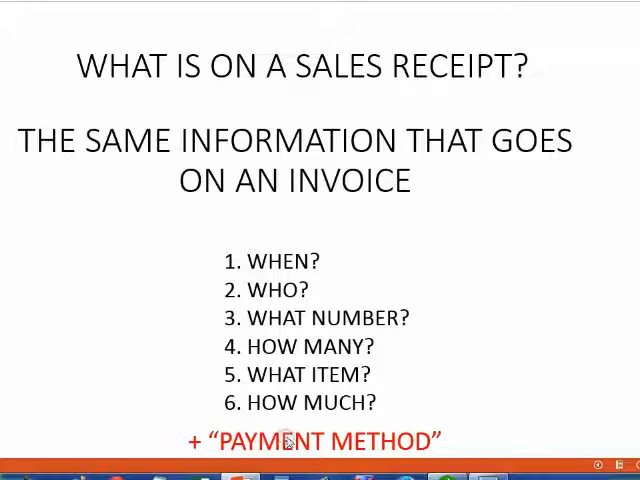 WHAT IS ON A SALES RECEIPT?
THE SAME INFORMATION THAT GOES
ON AN INVOICE
1. WHEN?
2. WHO?
3. WHAT NUMBER?
4. HOW MANY?
5. WHAT ITEM?
6. HOW MUCH?
+ “PAYMENT METHOD”